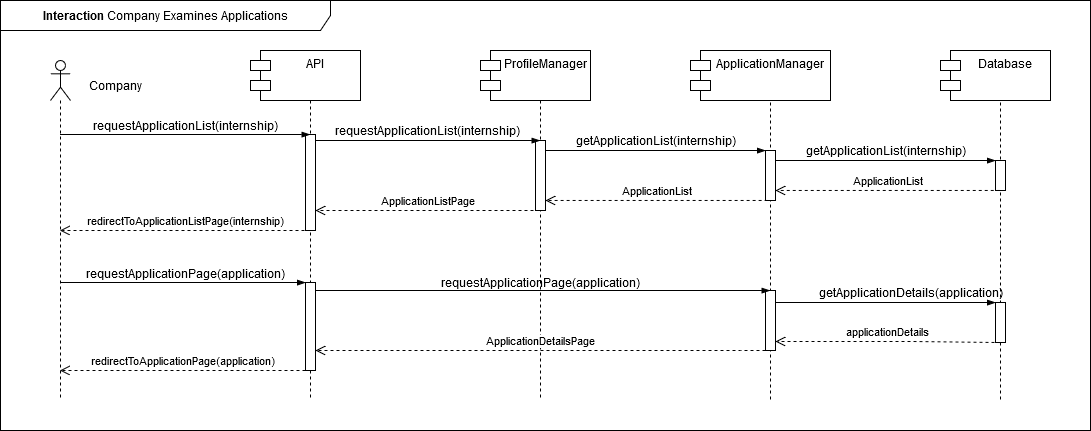 Interaction Company Examines Applications
Company
API
ProfileManager
ApplicationManager
Database
requestApplicationList(internship)
requestApplicationList(internship)
getApplicationList(internship)
getApplicationList(internship)
ApplicationList
ApplicationList
ApplicationListPage
redirectToApplicationListPage(internship)
requestApplicationPage(application)
requestApplicationPage(application)
getApplicationDetails(application)
applicationDetails
ApplicationDetailsPage
redirectToApplicationPage(application)